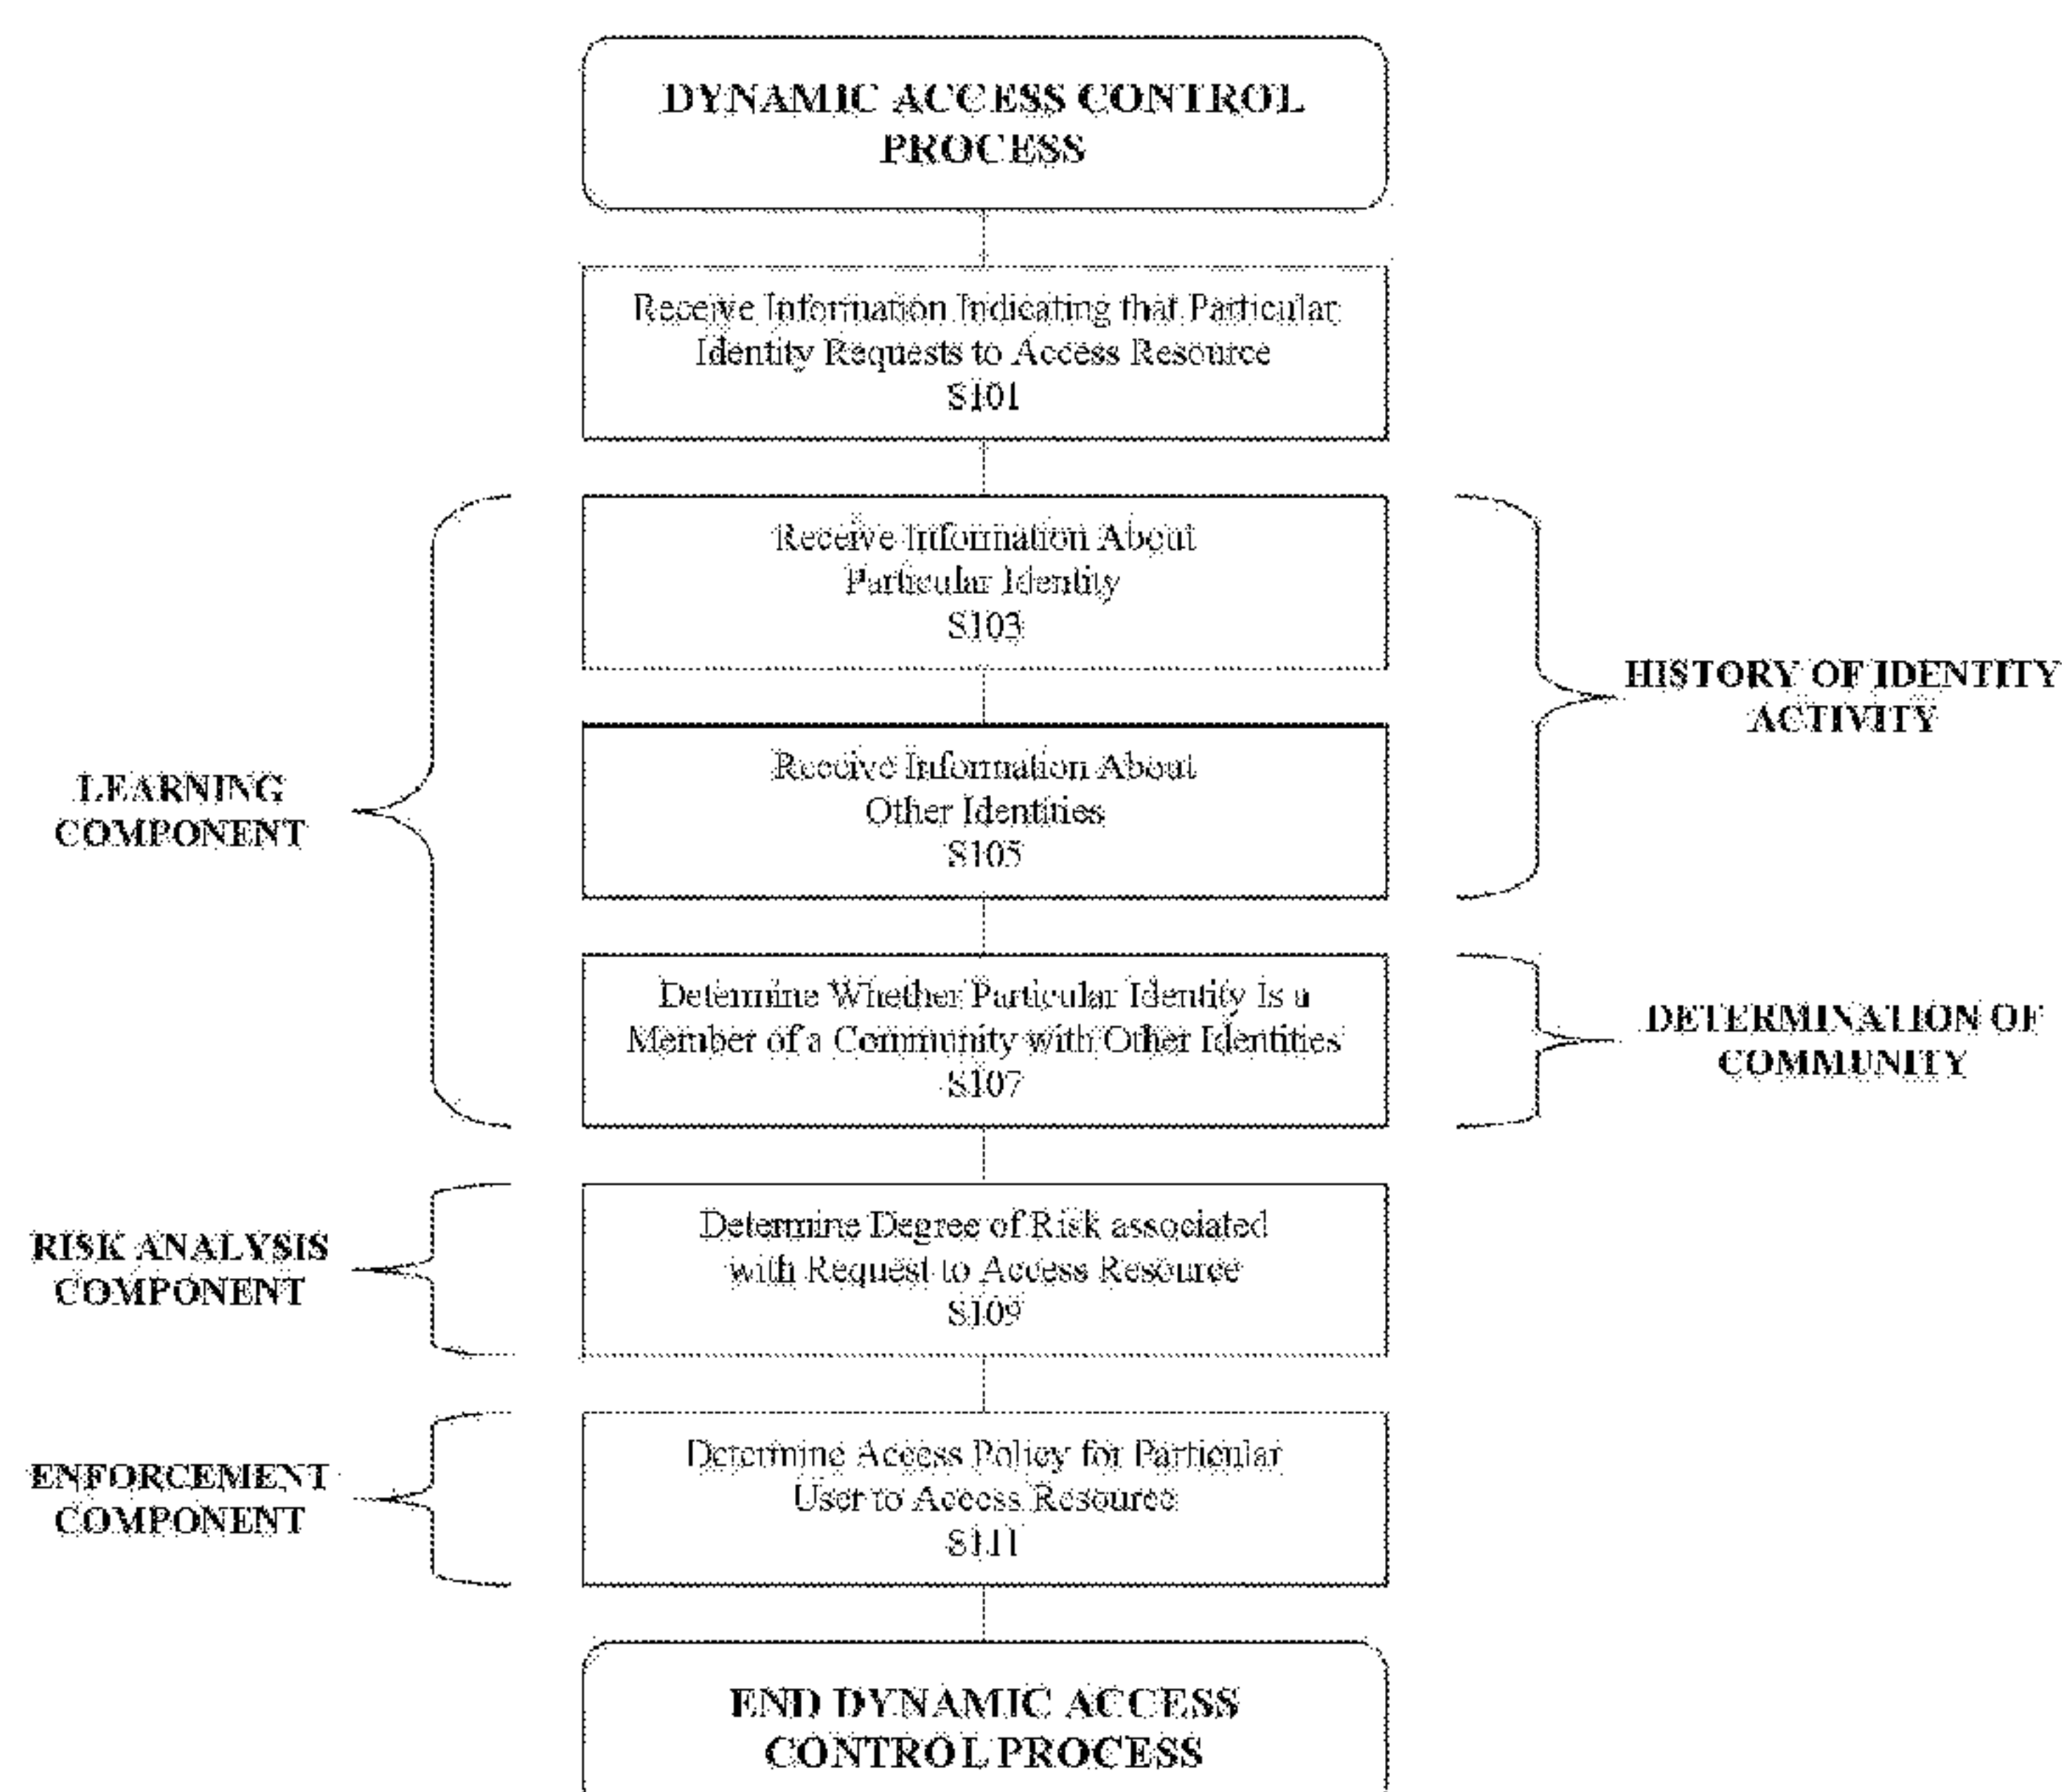 DYNAMIC ACCESS CONTROL
PROCESS
Receive Information Indicating that Particular
Identity Requests to Access Resource
S101
Receive Information About
Particular Identity
S103
HISTORY OF IDENTITY
ACTIVITY
Receive Information About
Other Identities
S105
LEARNING
COMPONENT
Determine Whether Particular Identity Is a
Member of a Community with Other Identities
S107
DETERMINATION OF
COMMUNITY
RISK ANALYSIS
COMPONENT
Determine Degree of Risk associated
with Request to Access Resource
S109
ENFORCEMENT
COMPONENT
Determine Access Policy for Particular
User to Access Resource
S111
END DYNAMIC ACCESS
CONTROL PROCESS